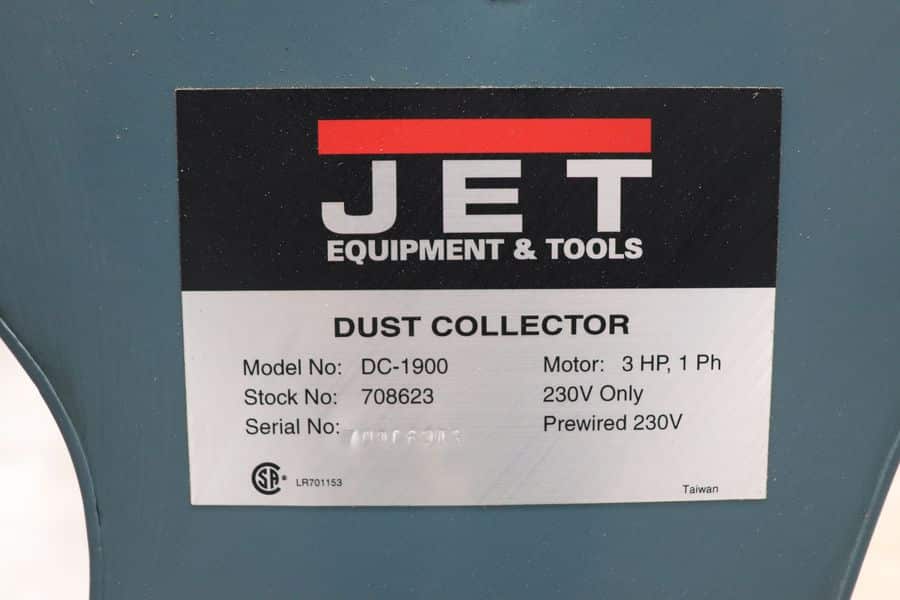 JET
EQUIPMENT & TOOLS
DUST COLLECTOR
Model No: DC-1900
Stock No: 708623
Serial No:
Motor: 3 HP, 1 Ph
230V Only
Prewired 230V
CSA® LR701153
Taiwan